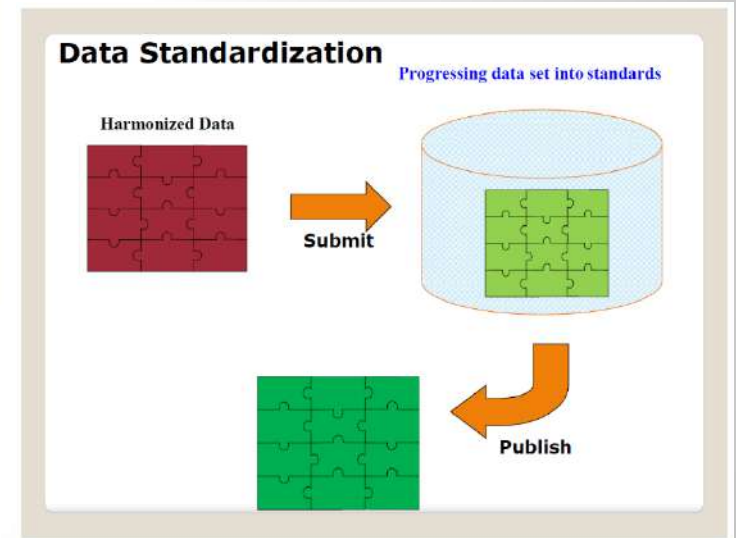 Data Standardization
Progressing data set into standards
Harmonized Data
Submit
Publish